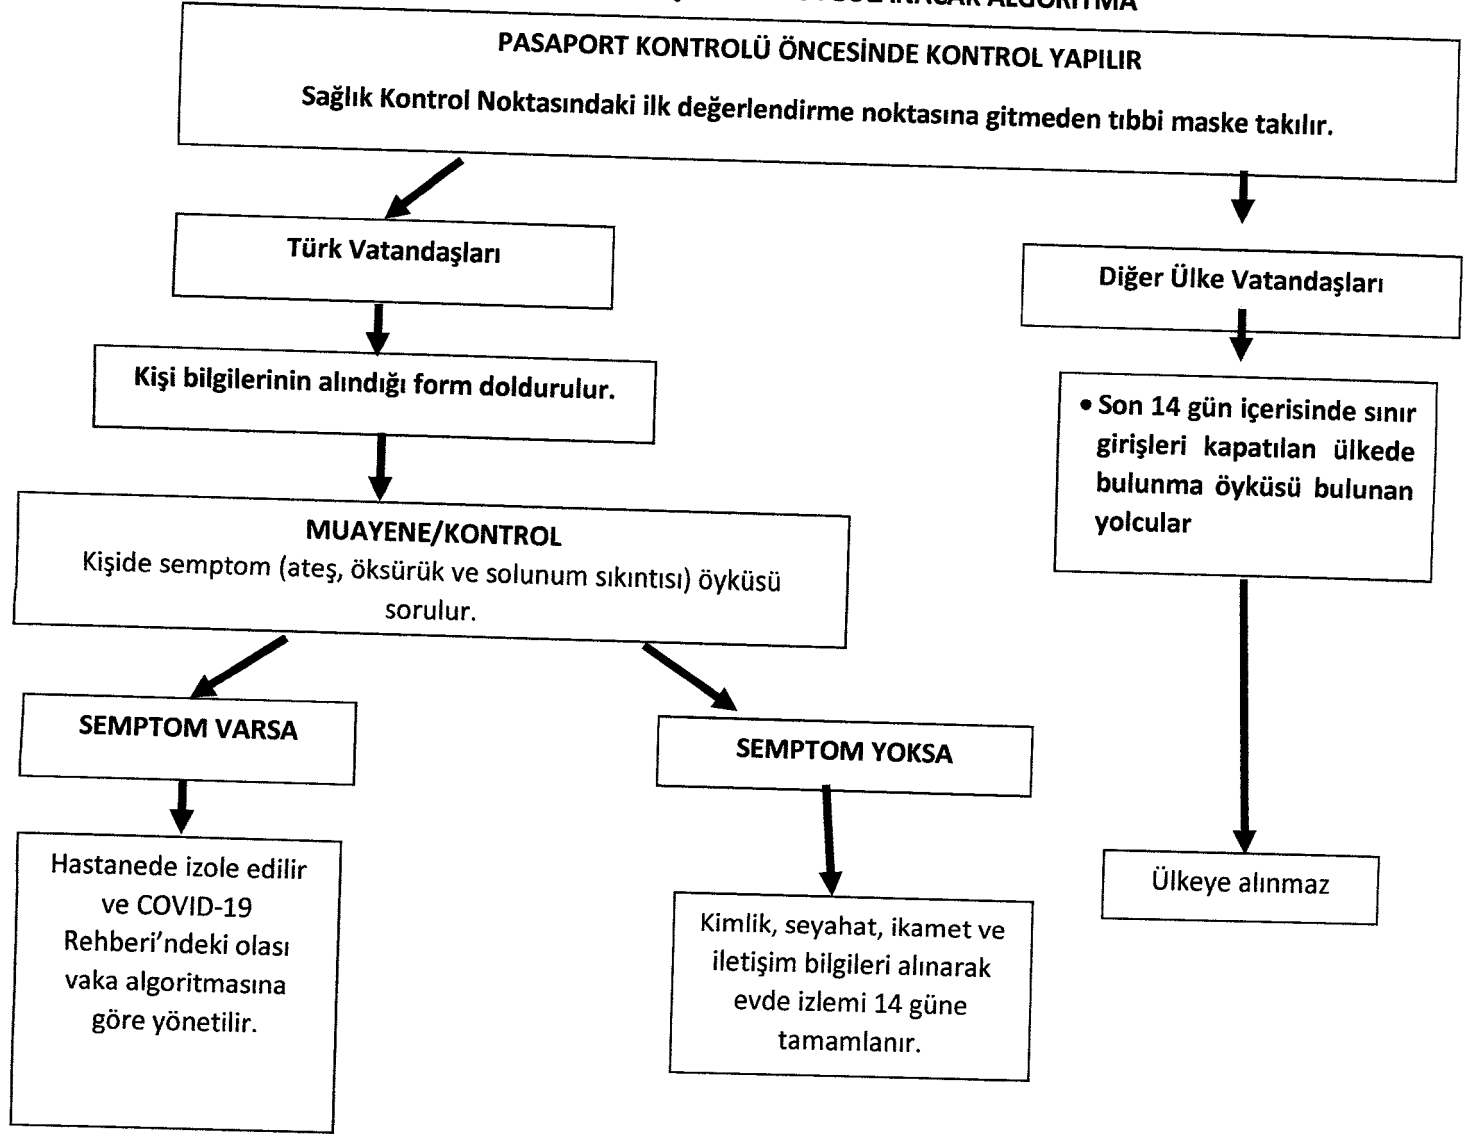 ALGORİTMA
PASAPORT KONTROLÜ ÖNCESİNDE KONTROL YAPILIR
Sağlık Kontrol Noktasındaki ilk değerlendirme noktasına gitmeden tıbbi maske takılır.
Türk Vatandaşları
Diğer Ülke Vatandaşları
Kişi bilgilerinin alındığı form doldurulur.
• Son 14 gün içerisinde sınır
girişleri kapatılan ülkede
bulunma öyküsü bulunan
yolcular
MUAYENE/KONTROL
Kişide semptom (ateş, öksürük ve solunum sıkıntısı) öyküsü
sorulur.
SEMPTOM VARSA
SEMPTOM YOKSA
Hastanede izole edilir
ve COVID-19
Rehberi’ndeki olası
vaka algoritmasına
göre yönetilir.
Kimlik, seyahat, ikamet ve
iletişim bilgileri alınarak
evde izlemi 14 güne
tamamlanır.
Ülkeye alınmaz